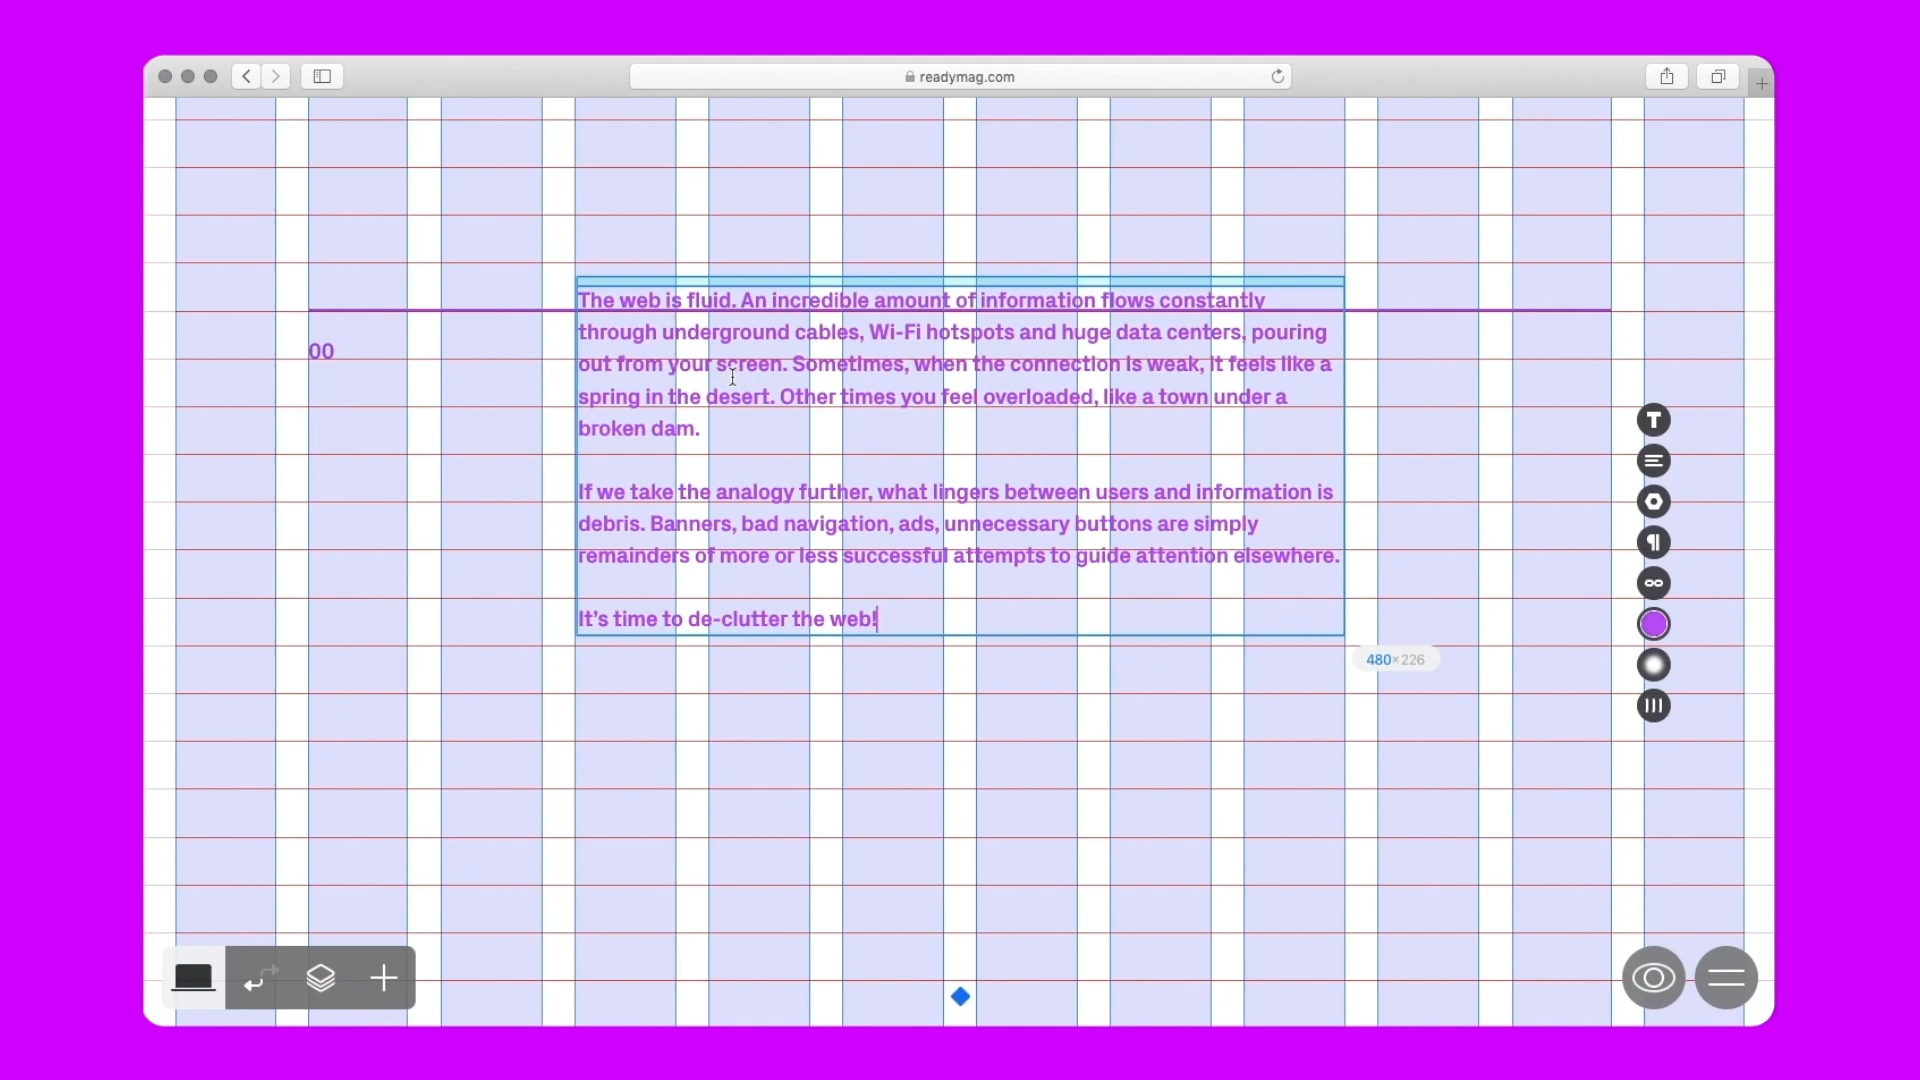 readymag.com
The web is fluid. An incredible amount of information flows constantly
through underground cables, Wi-Fi hotspots and huge data centers, pouring
out from your screen. Sometimes, when the connection is weak, it feels like a
spring in the desert. Other times you feel overloaded, like a town under a
broken dam.
00
If we take the analogy further, what lingers between users and information is
debris. Banners, bad navigation, ads, unnecessary buttons are simply
remainders of more or less successful attempts to guide attention elsewhere.
It's time to de-clutter the web!
480×226